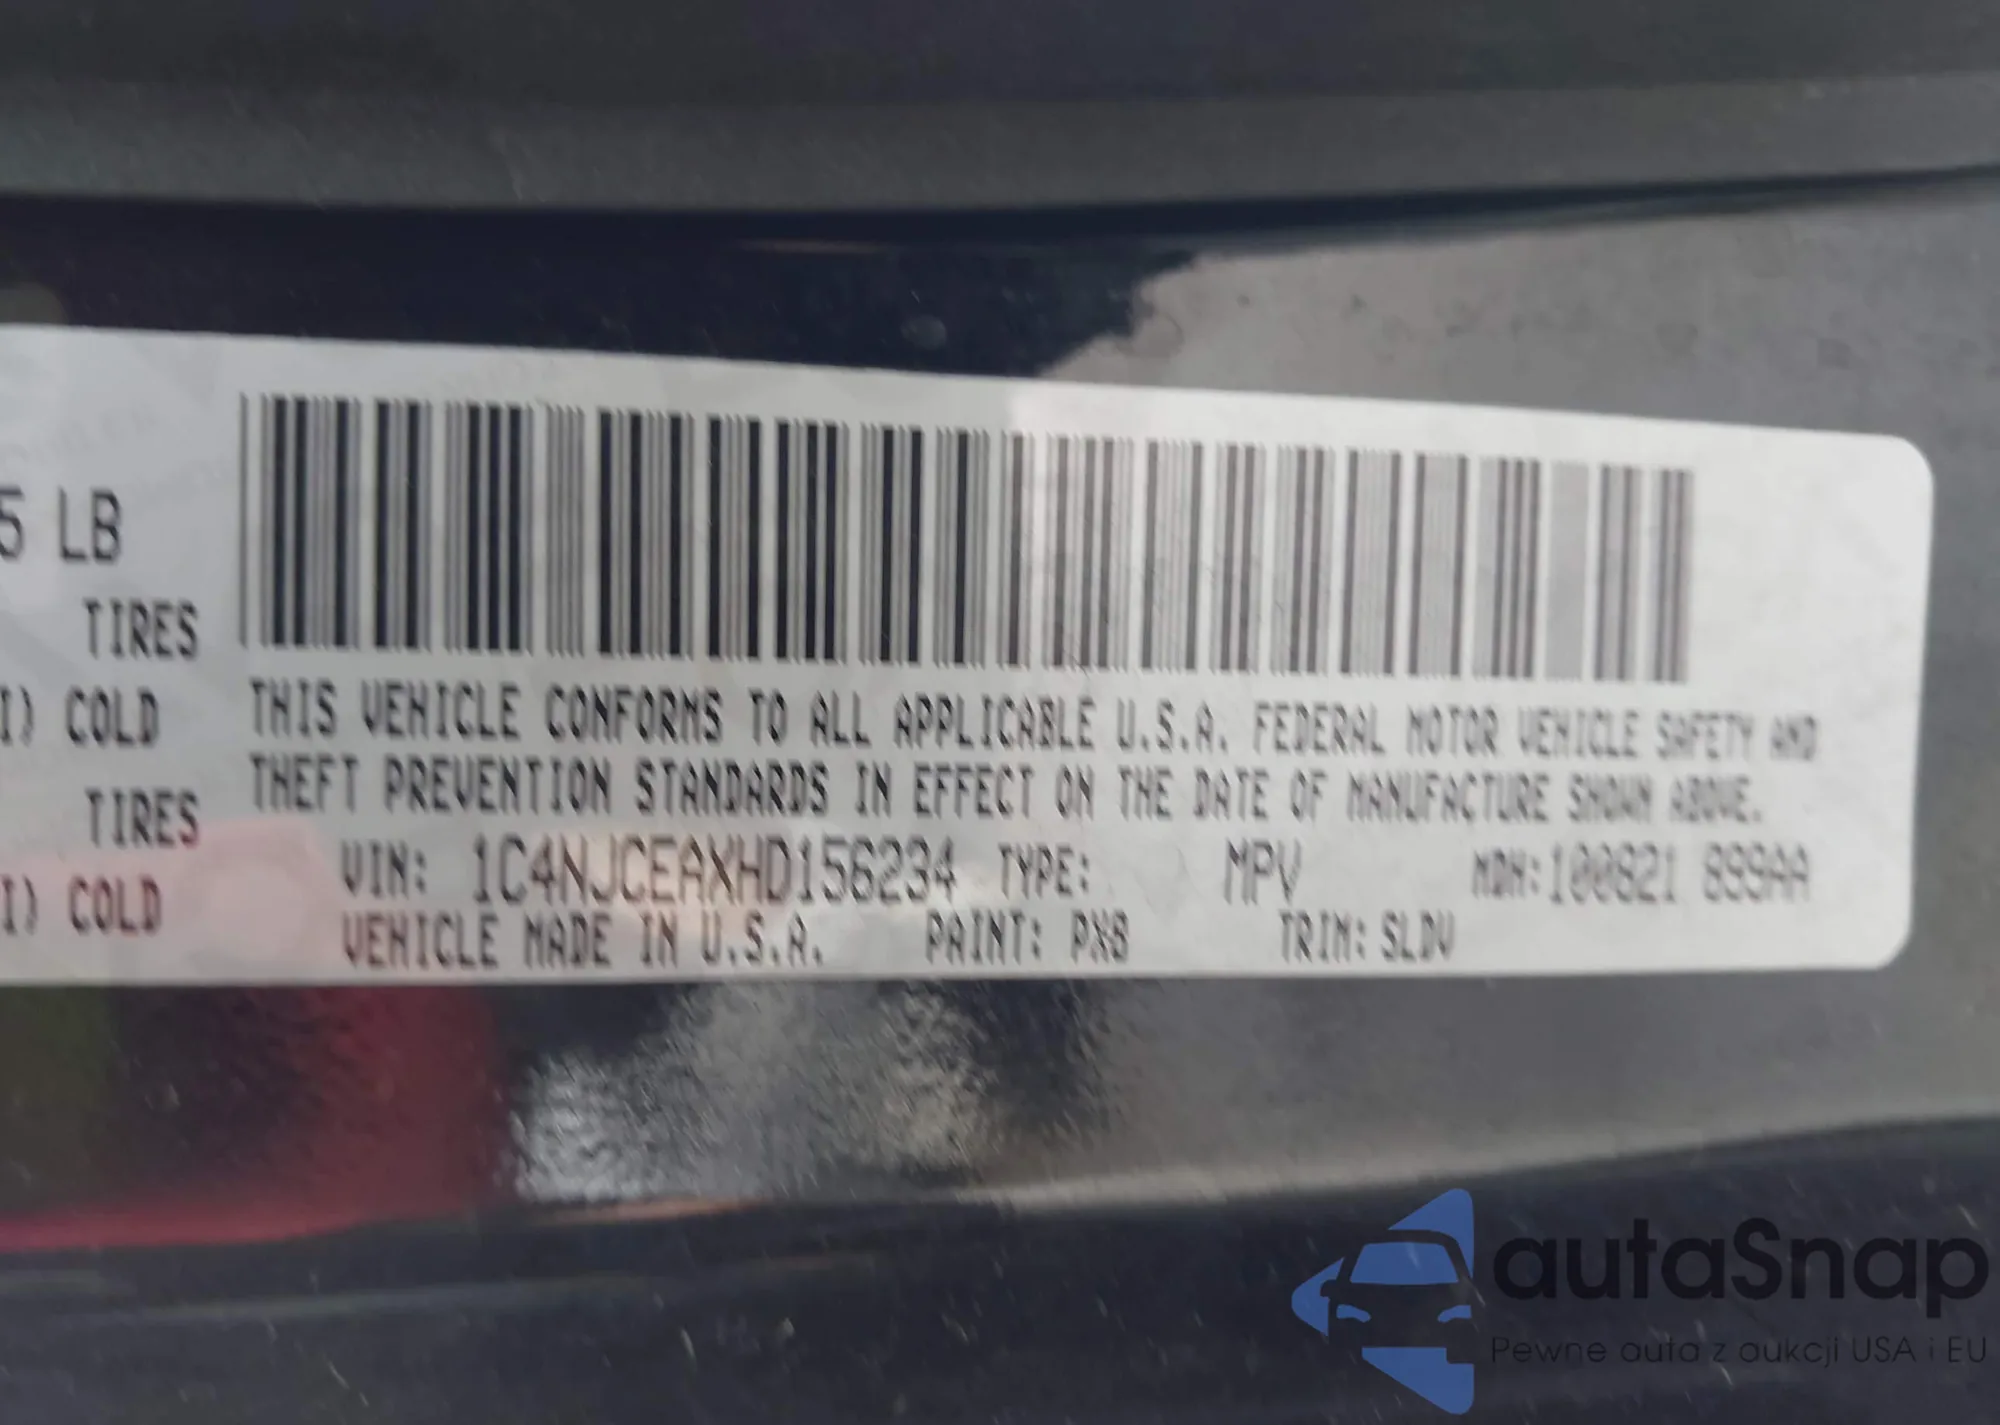 5 LB
TIRES
I) COLD
TIRES
I) COLD
THIS VEHICLE CONFORMS TO ALL APPLICABLE U.S.A. FEDERAL MOTOR VEHICLE SAFETY AND
THEFT PREVENTION STANDARDS IN EFFECT ON THE DATE OF MANUFACTURE SHOWN ABOVE.
VIN: 1C4NJCEAXHD156234 TYPE: MPV MDH:100821 899AA
VEHICLE MADE IN U.S.A. PAINT: PX8 TRIM: SLDV
autaSnap
Pewne auta z aukcji USA i EU